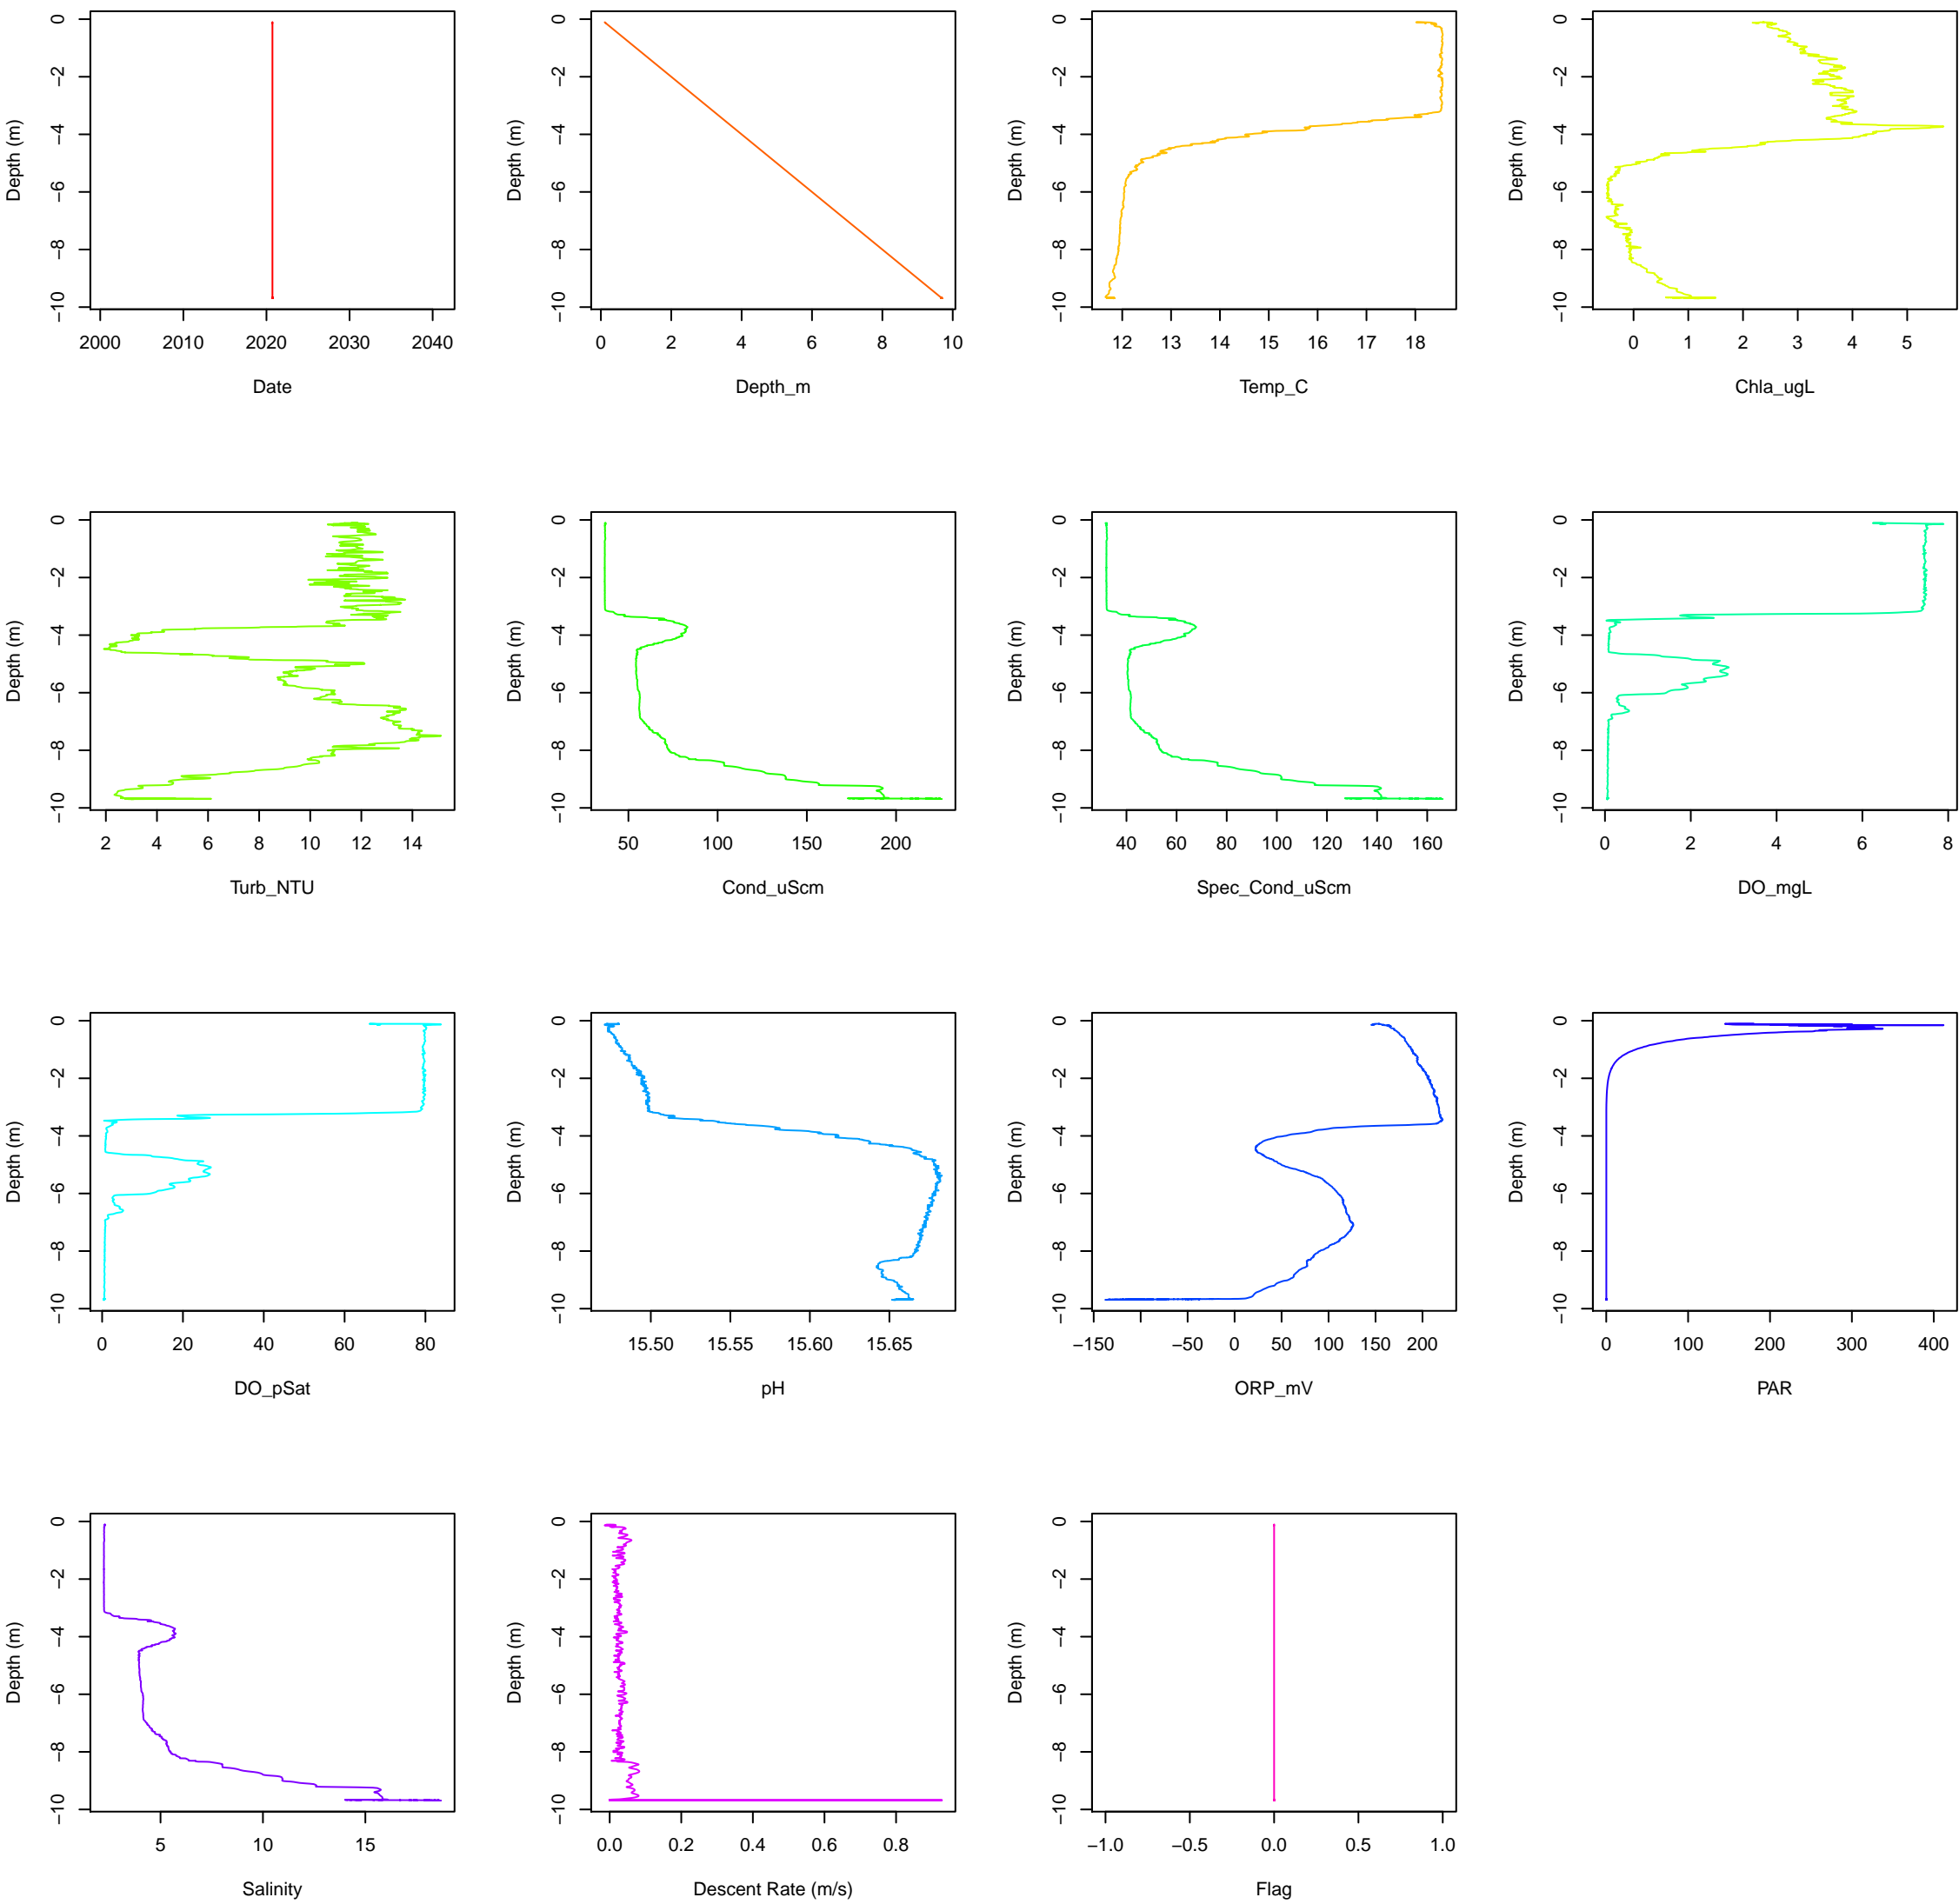 0 −2 −4 −6 −8 −10
Depth (m)
2000 2010 2020 2030 2040
Date
0 −2 −4 −6 −8 −10
Depth (m)
0 2 4 6 8 10
Depth_m
0 −2 −4 −6 −8 −10
Depth (m)
12 13 14 15 16 17 18
Temp_C
0 −2 −4 −6 −8 −10
Depth (m)
0 1 2 3 4 5
Chla_ugL
0 −2 −4 −6 −8 −10
Depth (m)
2 4 6 8 10 12 14
Turb_NTU
0 −2 −4 −6 −8 −10
Depth (m)
50 100 150 200
Cond_uScm
0 −2 −4 −6 −8 −10
Depth (m)
40 60 80 100 120 140 160
Spec_Cond_uScm
0 −2 −4 −6 −8 −10
Depth (m)
0 2 4 6 8
DO_mgL
0 −2 −4 −6 −8 −10
Depth (m)
0 20 40 60 80
DO_pSat
0 −2 −4 −6 −8 −10
Depth (m)
15.50 15.55 15.60 15.65
pH
0 −2 −4 −6 −8 −10
Depth (m)
−150 −50 0 50 100 150 200
ORP_mV
0 −2 −4 −6 −8 −10
Depth (m)
0 100 200 300 400
PAR
0 −2 −4 −6 −8 −10
Depth (m)
5 10 15
Salinity
0 −2 −4 −6 −8 −10
Depth (m)
0.0 0.2 0.4 0.6 0.8
Descent Rate (m/s)
0 −2 −4 −6 −8 −10
Depth (m)
−1.0 −0.5 0.0 0.5 1.0
Flag